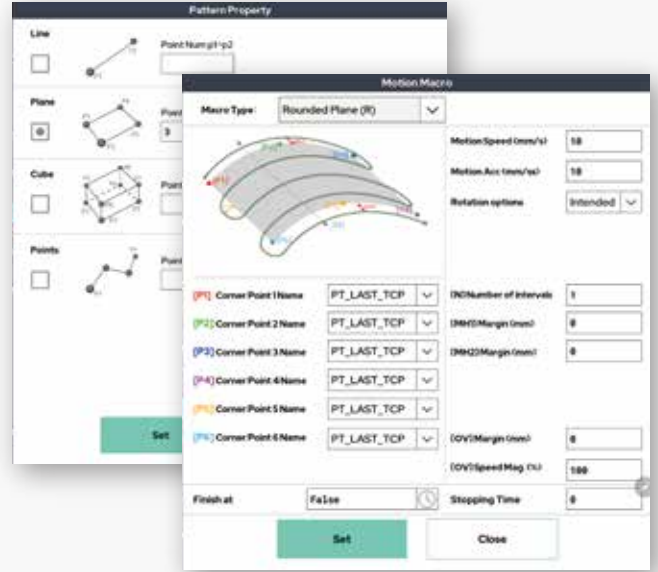 Pattern Property
Line
Point Num p1~p2
Plane
Point
3
Cube
Point
Points
Point
Set
Motion Macro
Macro Type
Rounded Plane (R)
Motion Speed (mm/s)
10
Motion Acc (mm/ss)
10
Rotation options
Intended
[P1] Corner Point 1 Name
PT_LAST_TCP
(N)Number of intervals
1
[P2] Corner Point 2 Name
PT_LAST_TCP
(MH1)Margin (mm)
0
[P3] Corner Point 3 Name
PT_LAST_TCP
(MH2)Margin (mm)
0
[P4] Corner Point 4 Name
PT_LAST_TCP
[P5] Corner Point 5 Name
PT_LAST_TCP
[P6] Corner Point 6 Name
PT_LAST_TCP
(OV)Margin (mm)
0
(OV)Speed Mag. (%)
100
Finish at
False
Stopping Time
0
Set
Close